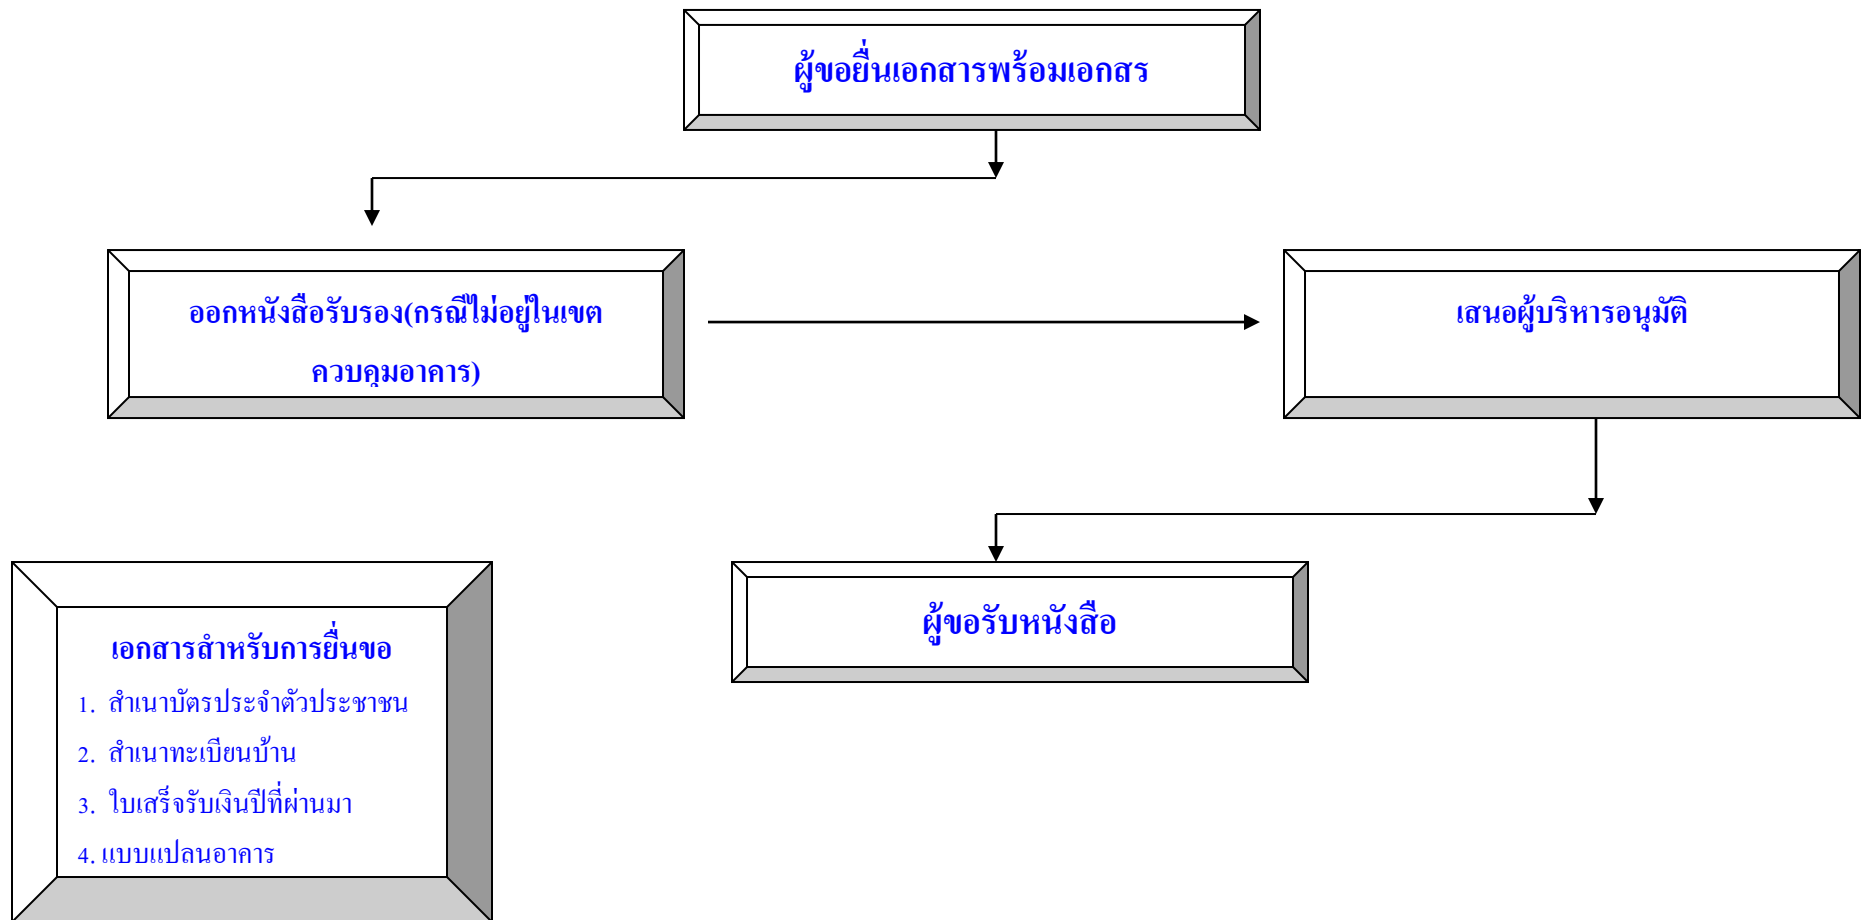 ผู้ขอยื่นเอกสารพร้อมเอกสร
ออกหนังสือรับรอง(กรณีไม่อยู่ในเขต
ควบคุมอาคาร)
เสนอผู้บริหารอนุมัติ
ผู้ขอรับหนังสือ
เอกสารสำหรับการยื่นขอ
1. สำเนาบัตรประจำตัวประชาชน
2. สำเนาทะเบียนบ้าน
3. ใบเสร็จรับเงินปีที่ผ่านมา
4. แบบแปลนอาคาร